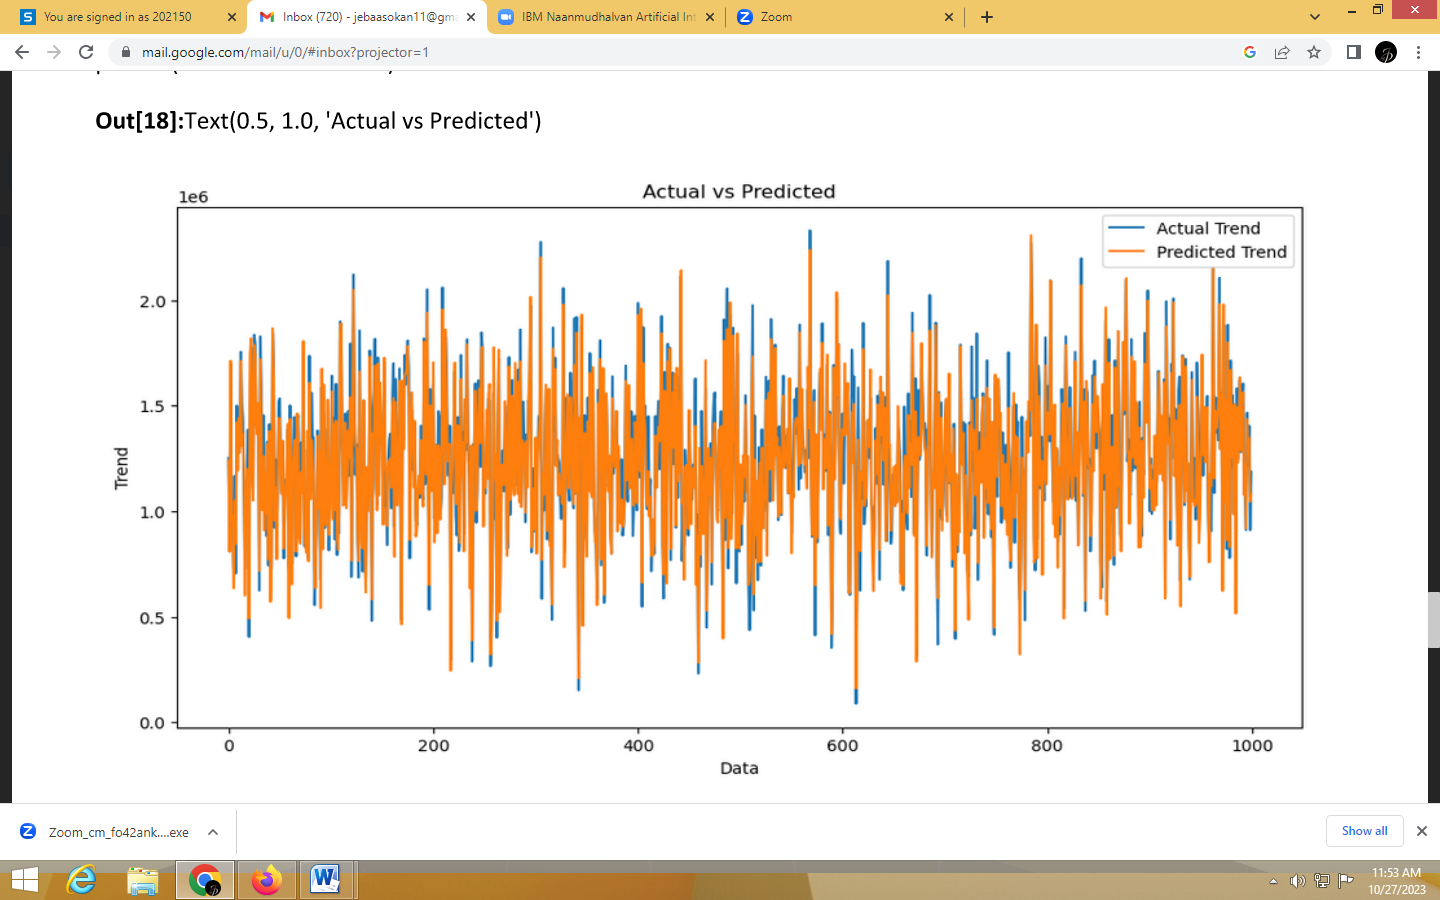 You are signed in as 202150
Inbox (720) - jebaasokan11@gma
IBM Naanmudhalvan Artificial Int
Zoom
mail.google.com/mail/u/0/#inbox?projector=1
Out[18]:Text(0.5, 1.0, 'Actual vs Predicted')
Actual vs Predicted
1e6
Actual Trend
Predicted Trend
2.0
1.5
1.0
0.5
0.0
Trend
0 200 400 600 800 1000
Data
Zoom_cm_fo42ank....exe
Show all
11:53 AM
10/27/2023